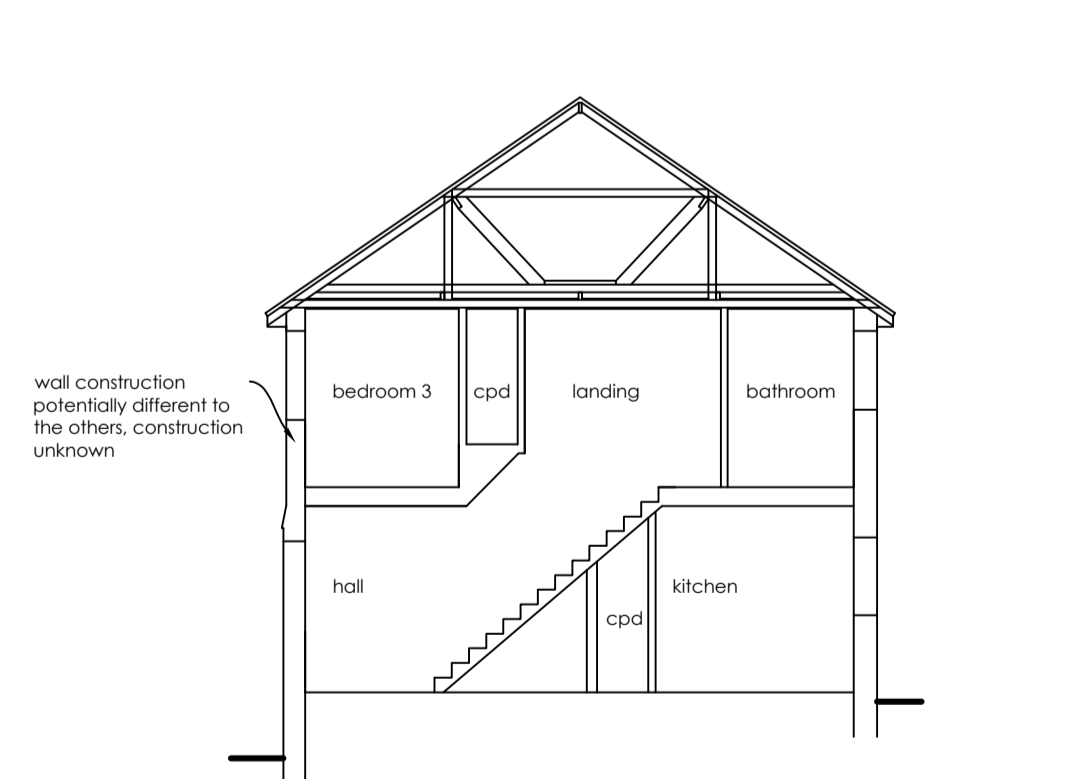 bedroom 3
cpd
landing
bathroom
wall construction
potentially different to
the others, construction
unknown
hall
cpd
kitchen